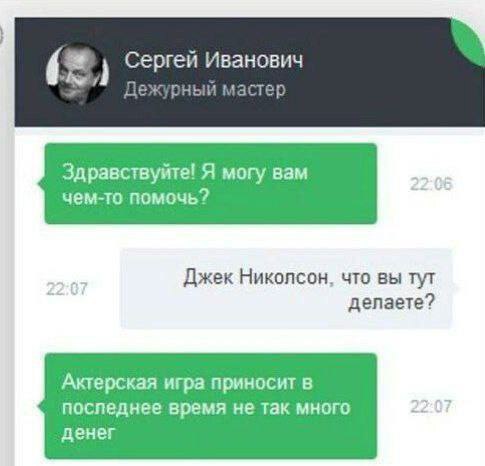 Сергей Иванович
Дежурный мастер
Здравствуйте! Я могу вам
чем-то помочь?
22:06
Джек Николсон, что вы тут
делаете?
22:07
Актерская игра приносит в
последнее время не так много
денег
22:07